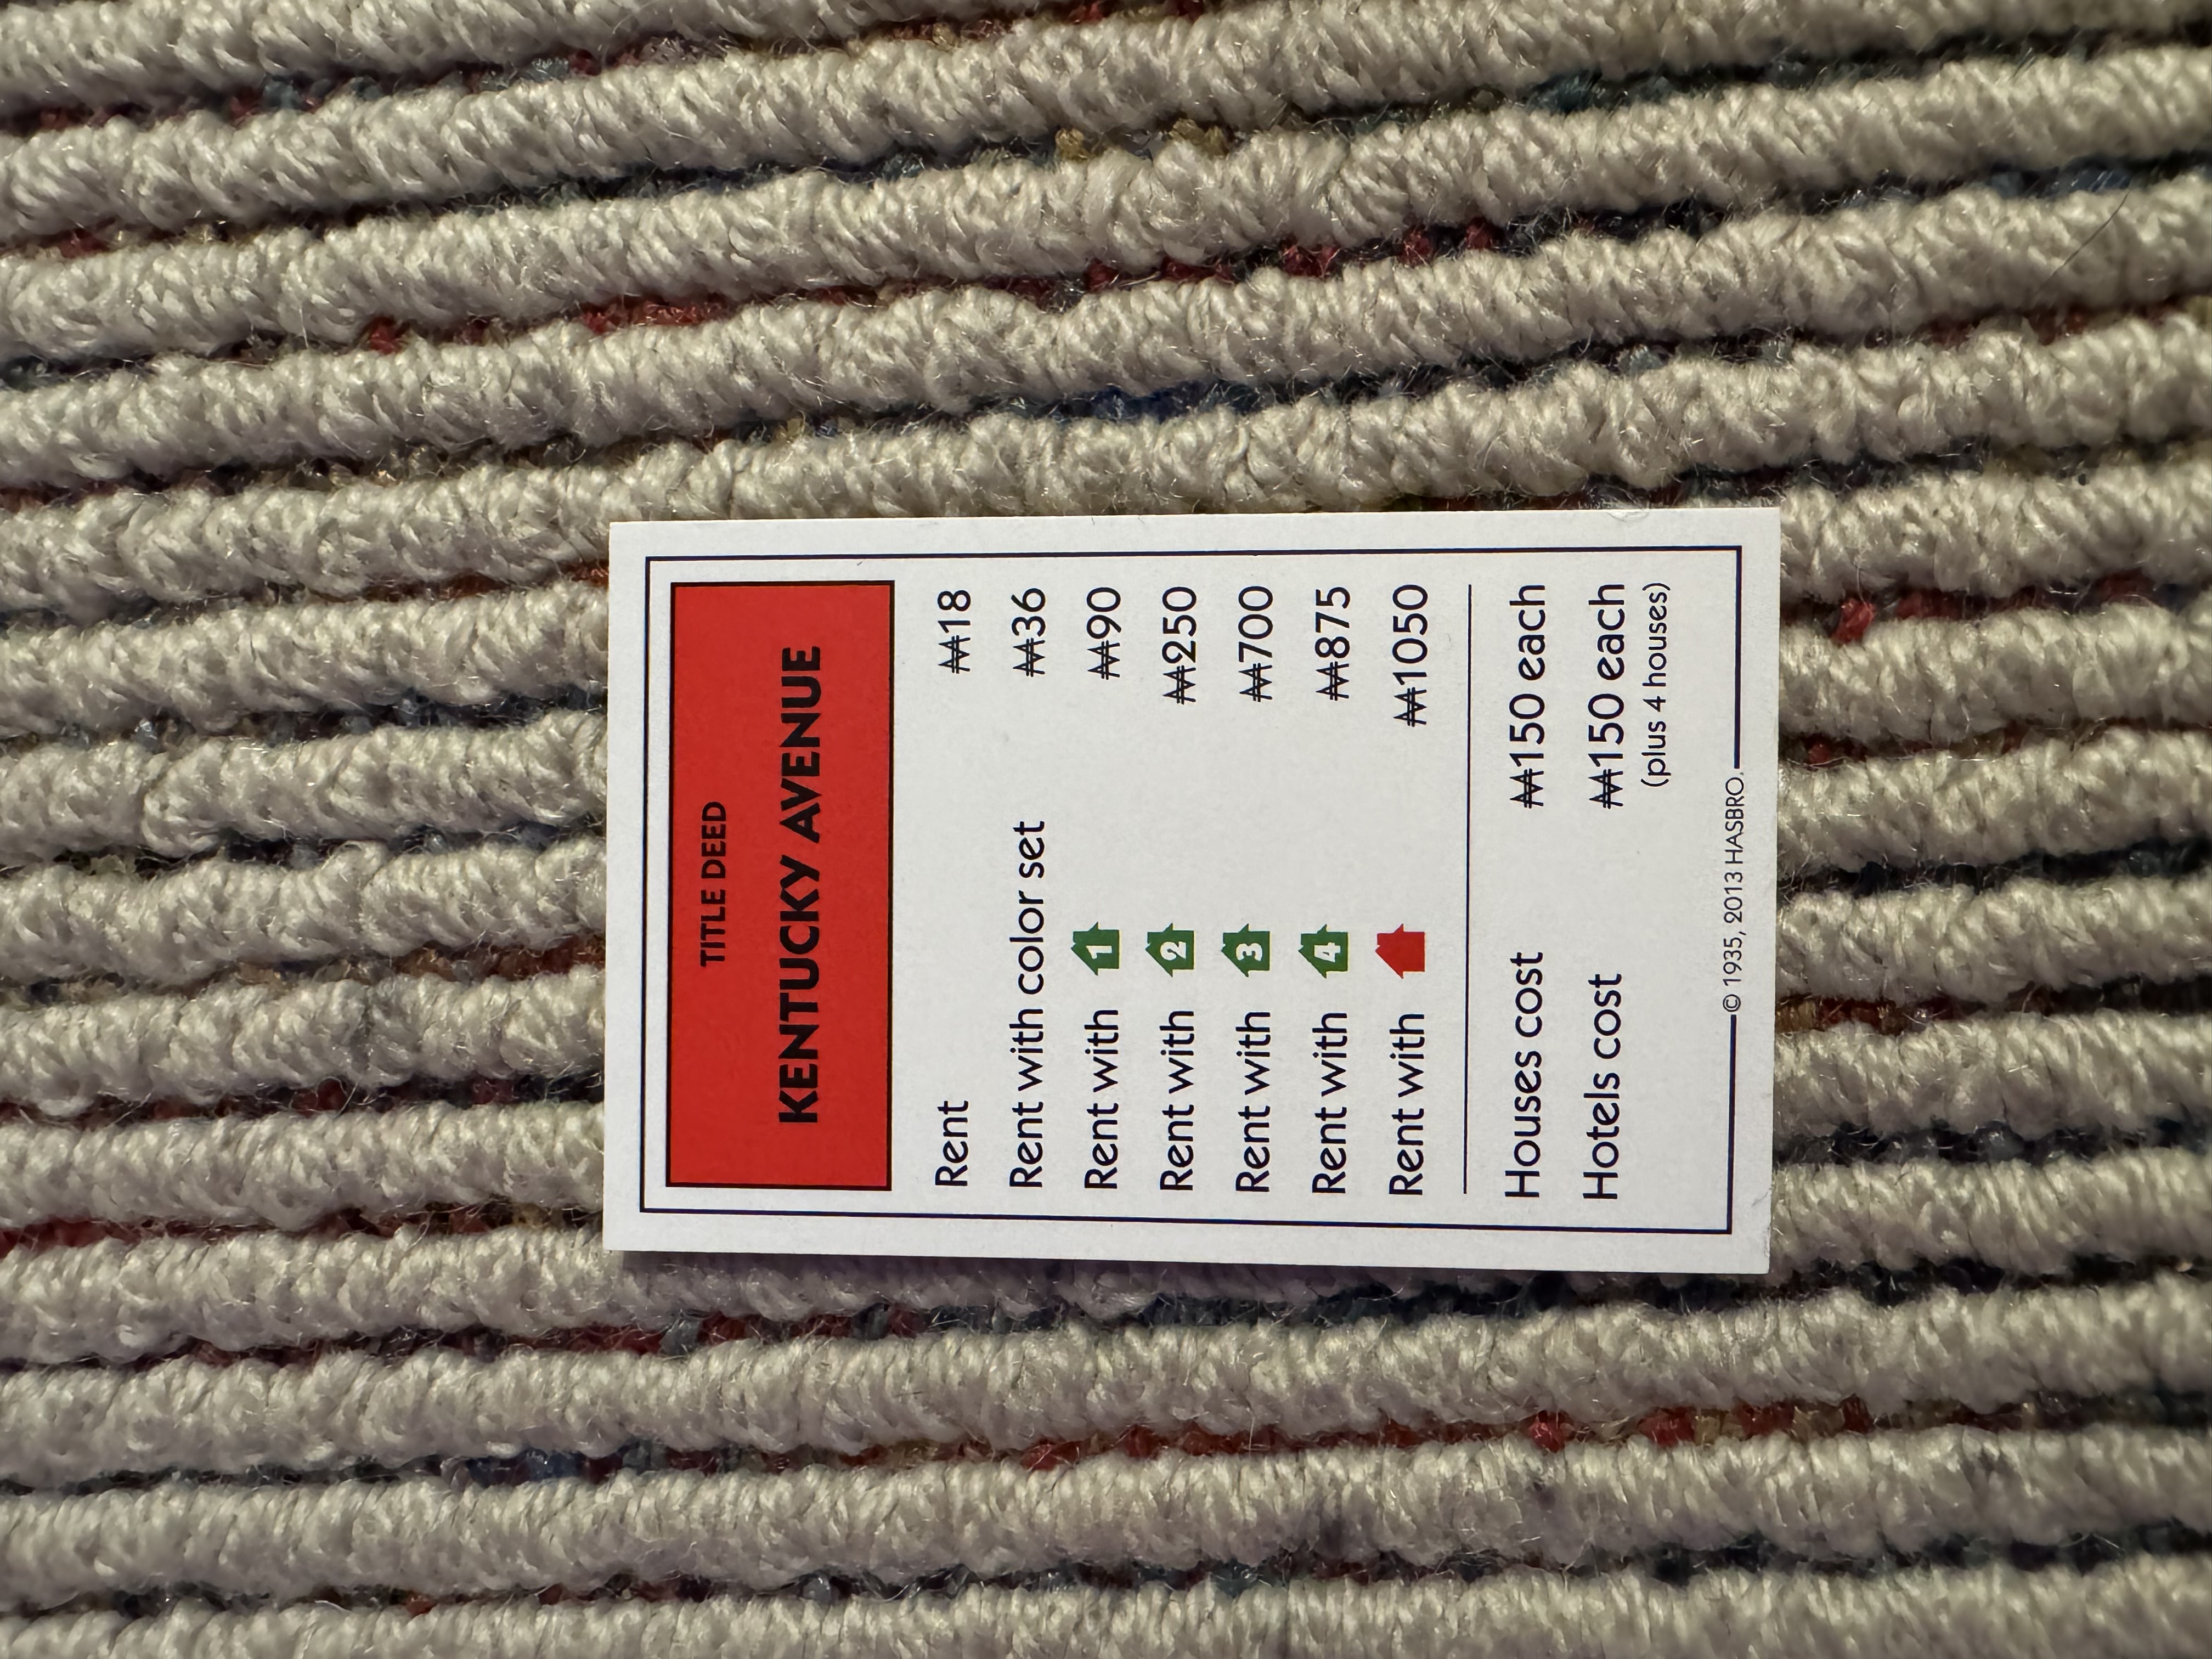 TITLE DEED
KENTUCKY AVENUE
Rent ₩18
Rent with color set ₩36
Rent with 1 ₩90
Rent with 2 ₩250
Rent with 3 ₩700
Rent with 4 ₩875
Rent with ₩1050
Houses cost ₩150 each
Hotels cost ₩150 each
(plus 4 houses)
© 1935, 2013 HASBRO.